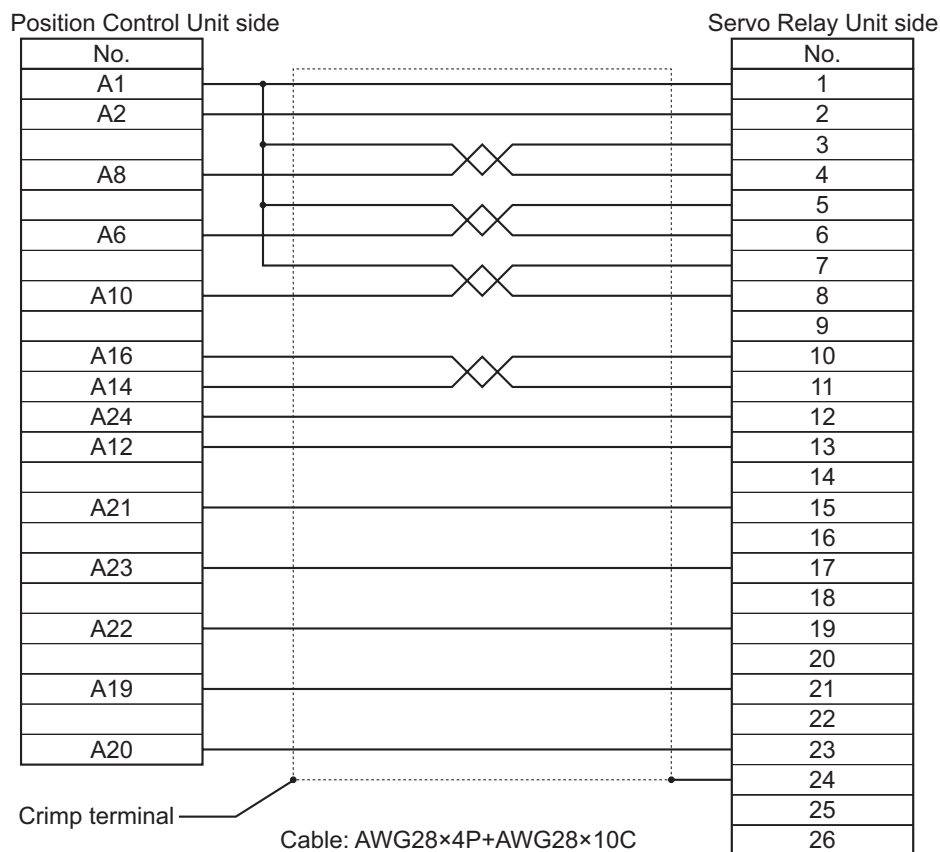 Position Control Unit side Servo Relay Unit side
No. No.
A1 1
A2 2
3
A8 4
5
A6 6
7
A10 8
9
A16 10
A14 11
A24 12
A12 13
14
A21 15
16
A23 17
18
A22 19
20
A19 21
22
A20 23
24
Crimp terminal 25
Cable: AWG28×4P+AWG28×10C 26